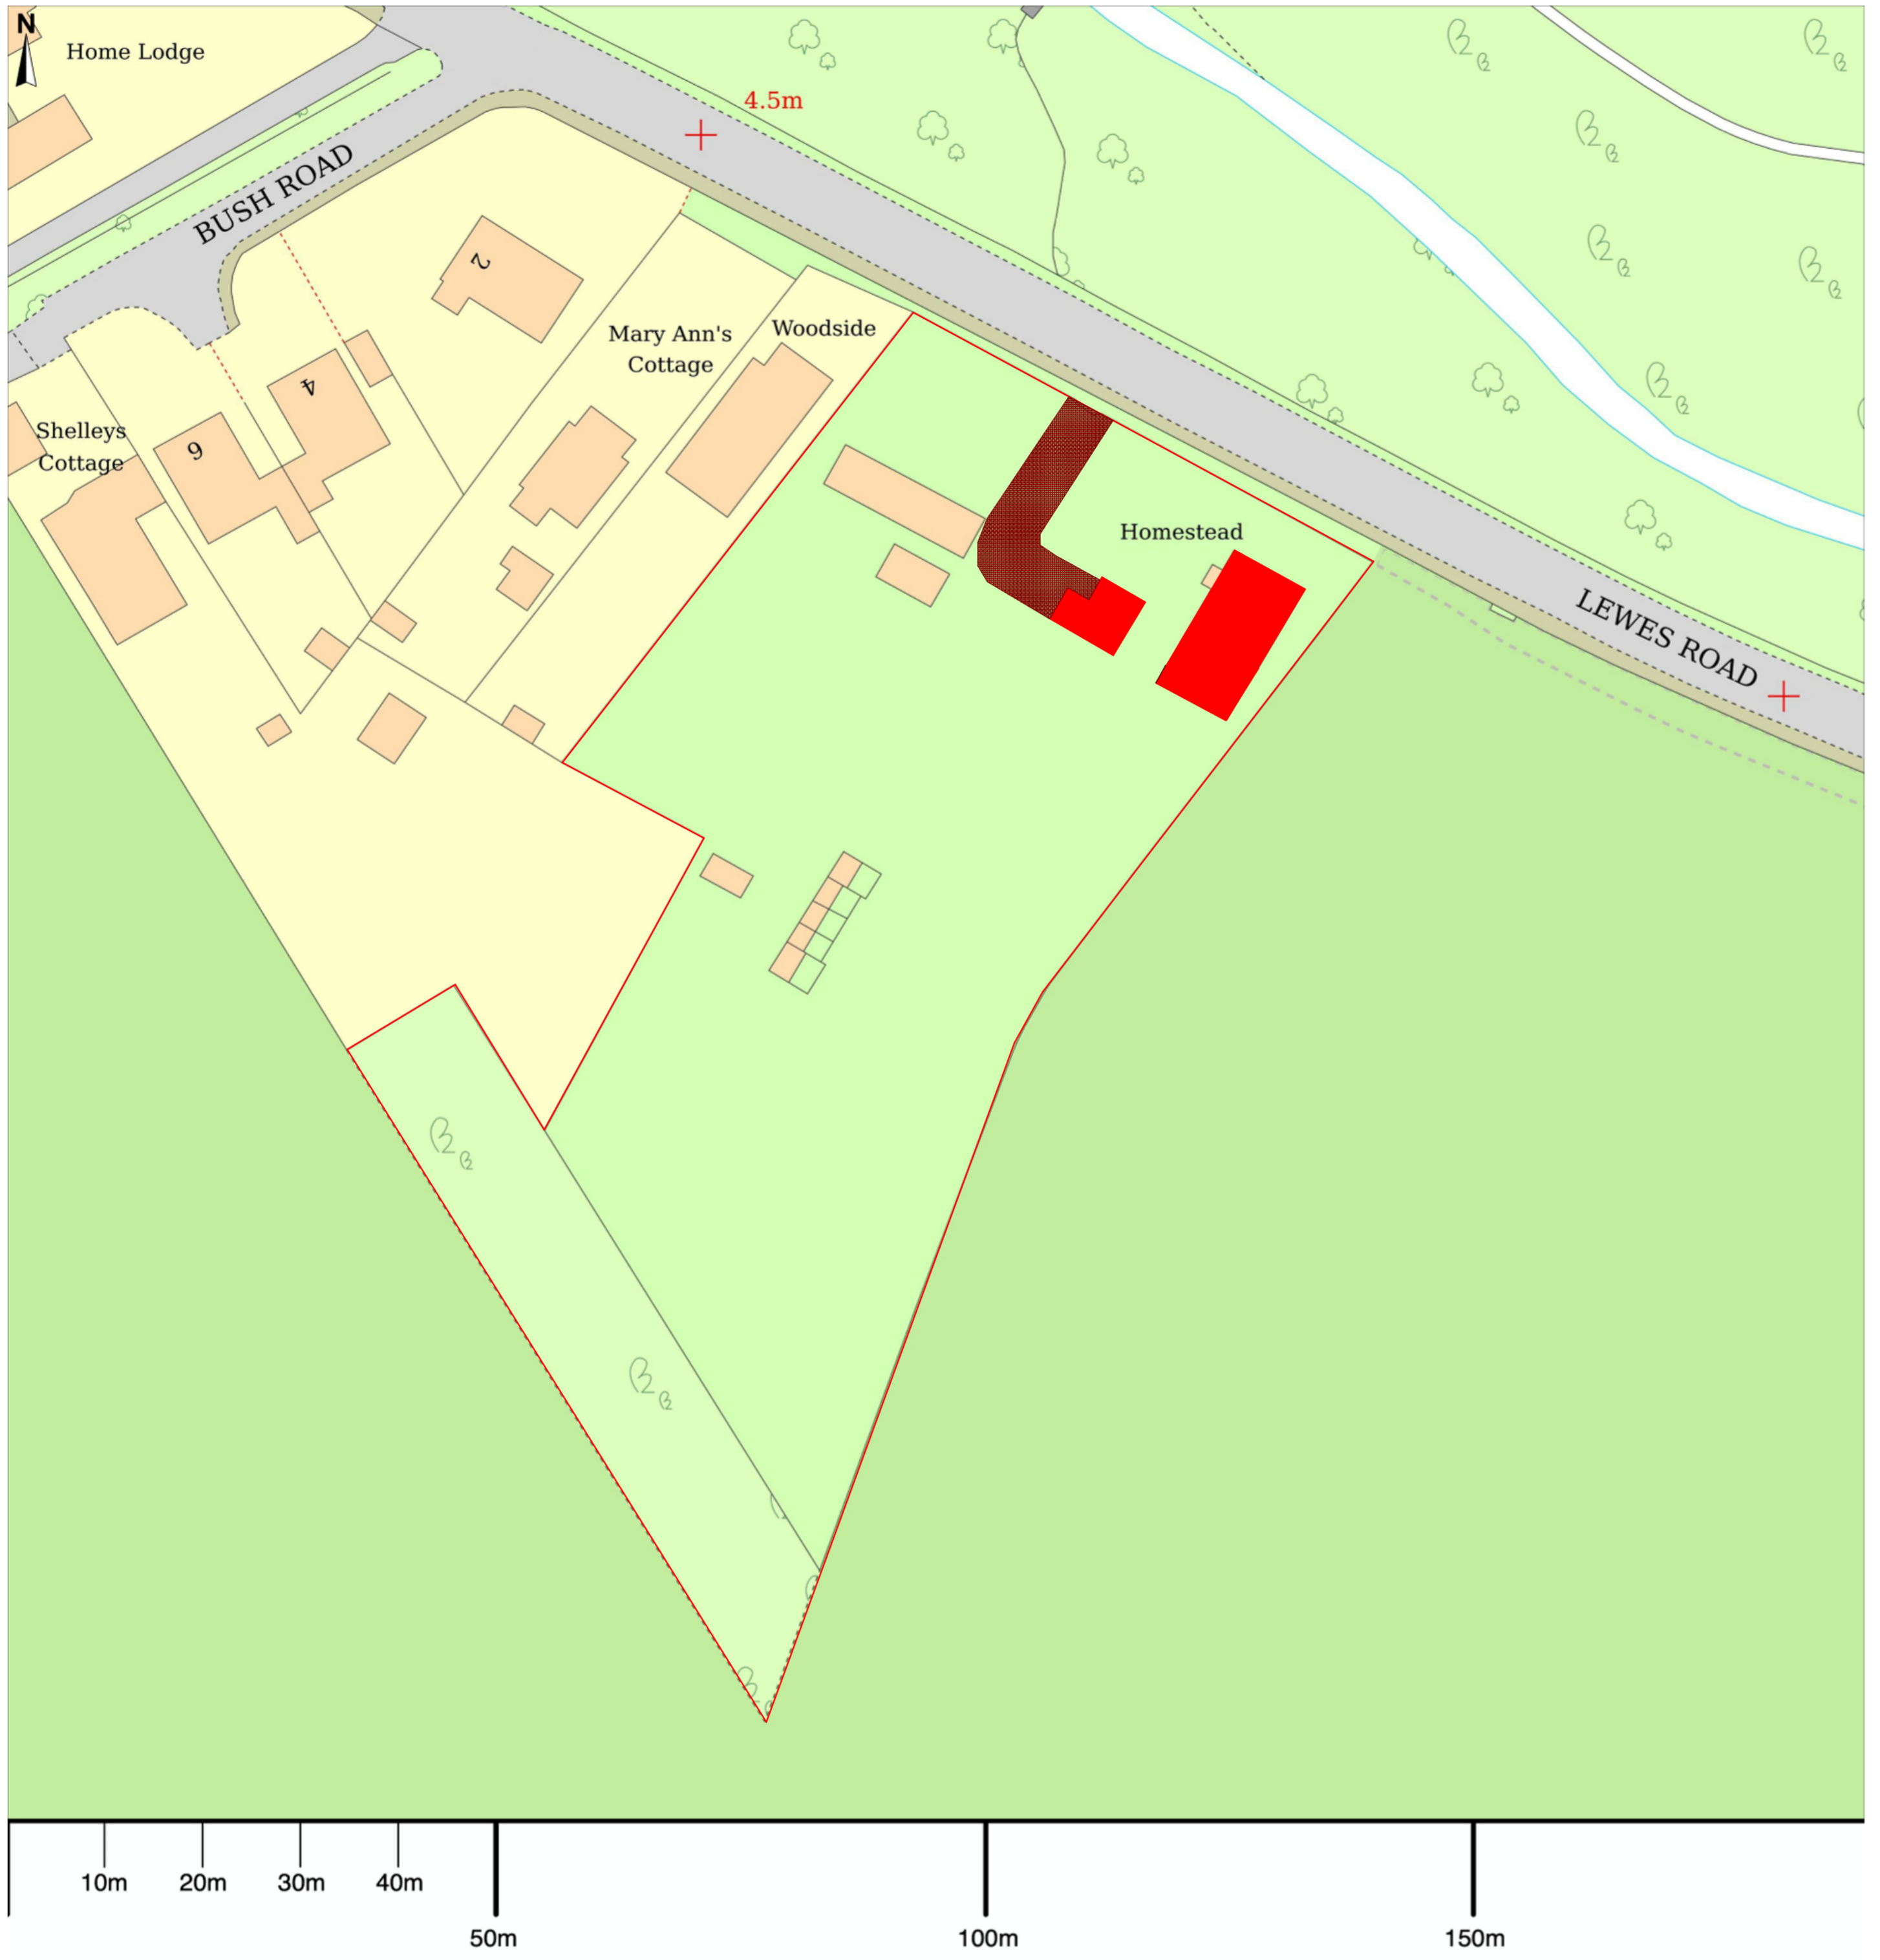 N
Home Lodge
4.5m
BUSH ROAD
2
Mary Ann's
Cottage
Woodside
4
6
Shelleys
Cottage
Homestead
LEWES ROAD
10m
20m
30m
40m
50m
100m
150m